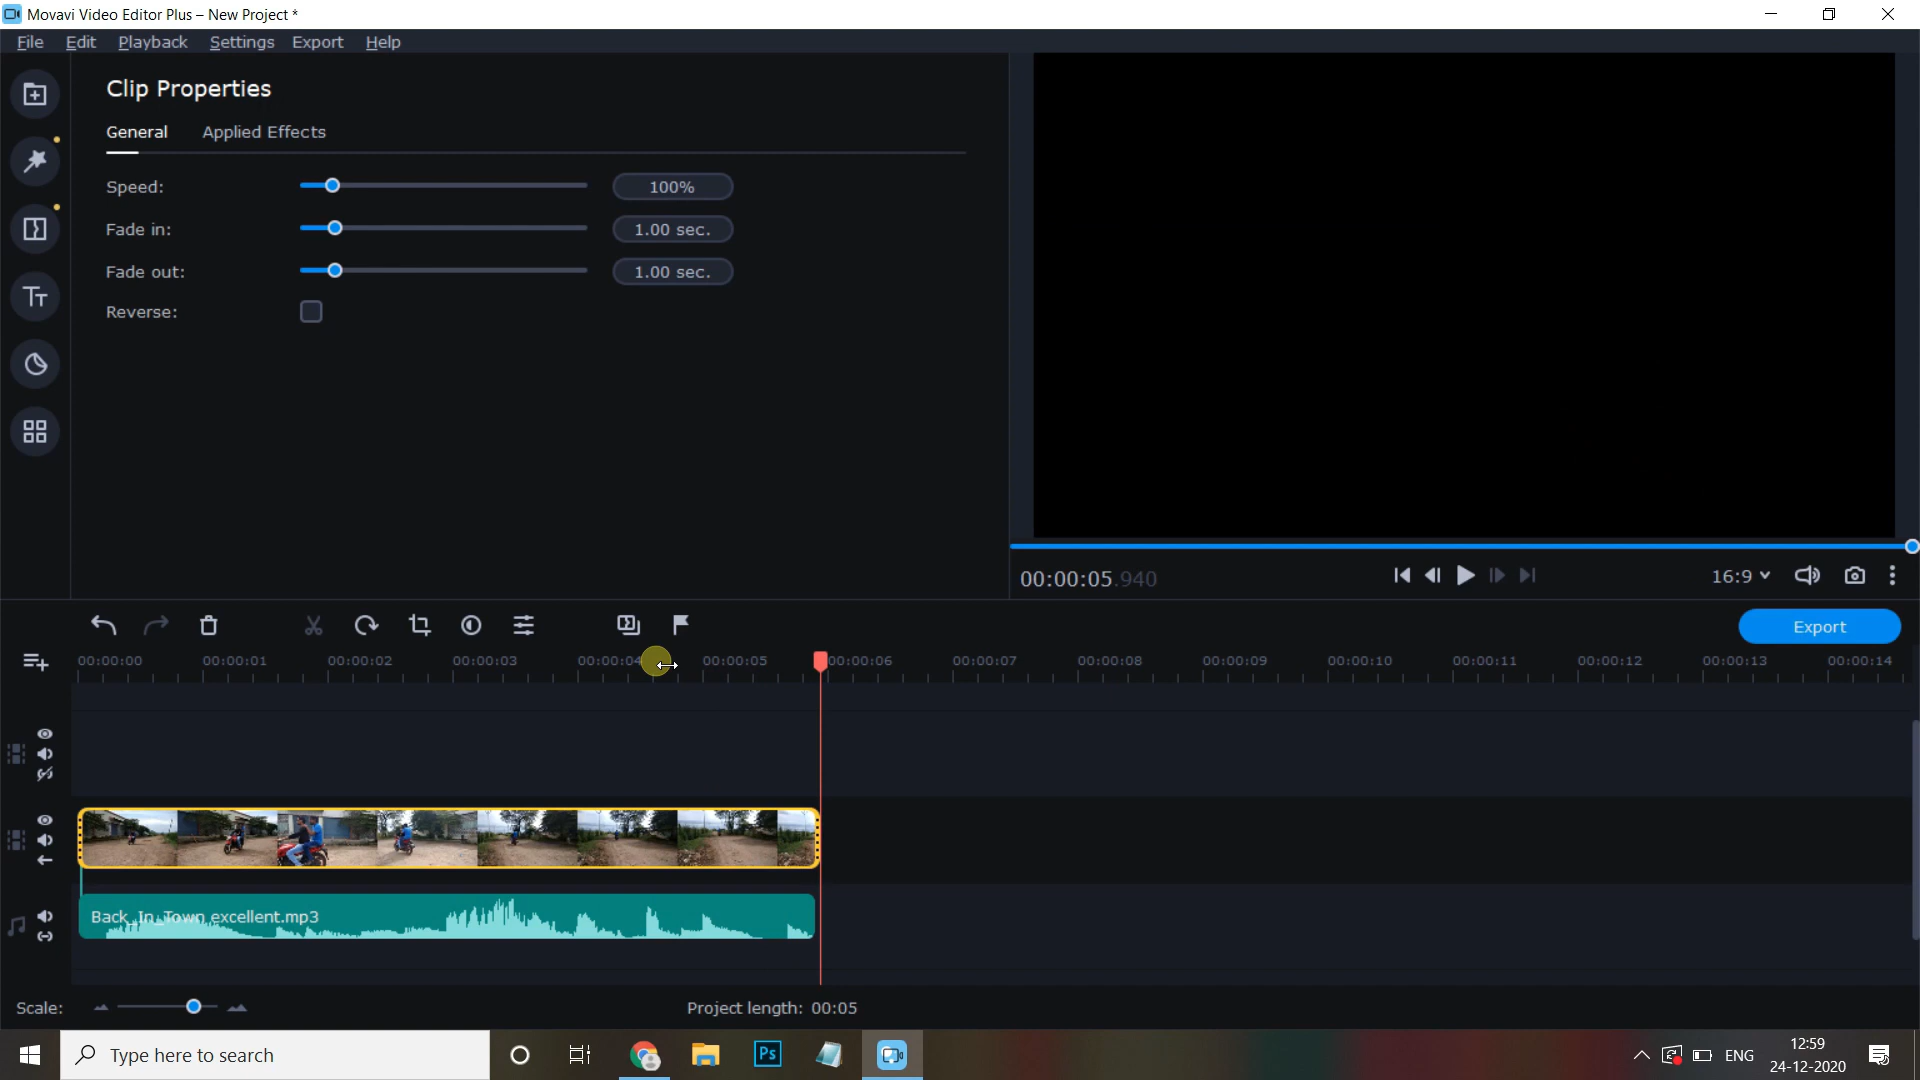 Movavi Video Editor Plus – New Project *
File Edit Playback Settings Export Help
Clip Properties
General Applied Effects
Speed: 100%
Fade in: 1.00 sec.
Fade out: 1.00 sec.
Reverse:
00:00:05.940
16:9
Export
00:00:00 00:00:01 00:00:02 00:00:03 00:00:04 00:00:05 00:00:06 00:00:07 00:00:08 00:00:09 00:00:10 00:00:11 00:00:12 00:00:13 00:00:14
Back_In_Town excellent.mp3
Scale: Project length: 00:05
Type here to search
Ps
ENG
12:59
24-12-2020